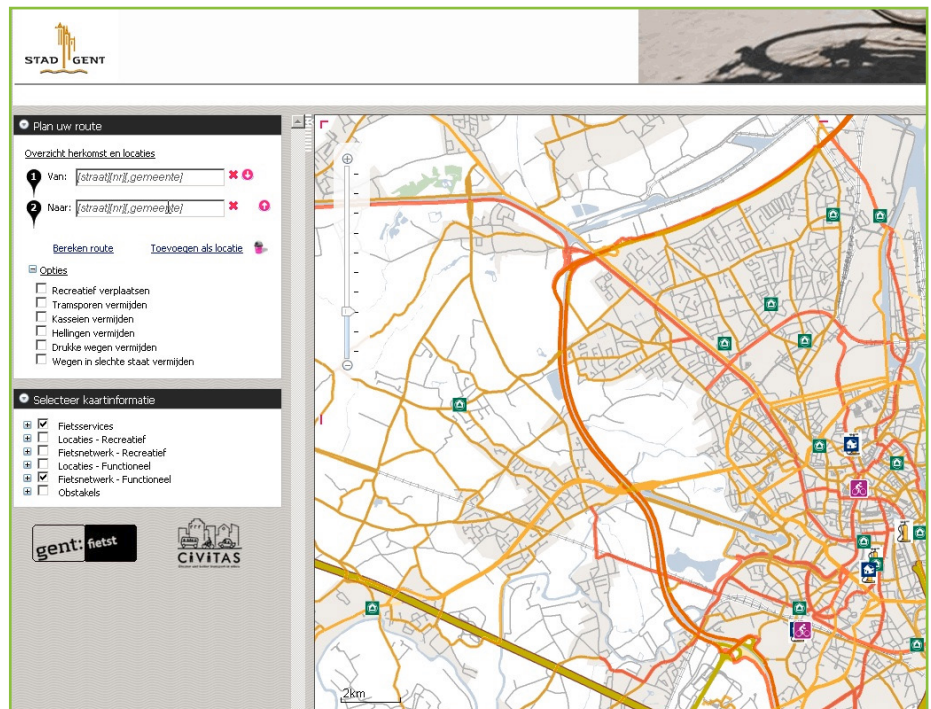 STAD GENT
Plan uw route
Overzicht herkomst en locaties
1 Van: [straat][nr][,gemeente]
2 Naar: [straat][nr][,gemeente]
Bereken route Toevoegen als locatie
Opties
Recreatief verplaatsen
Tramsporen vermijden
Kasseien vermijden
Hellingen vermijden
Drukke wegen vermijden
Wegen in slechte staat vermijden
Selecteer kaartinformatie
Fietsservices
Locaties - Recreatief
Fietsnetwerk - Recreatief
Locaties - Functioneel
Fietsnetwerk - Functioneel
Obstakels
gent: fietst
CiViTAS
2km